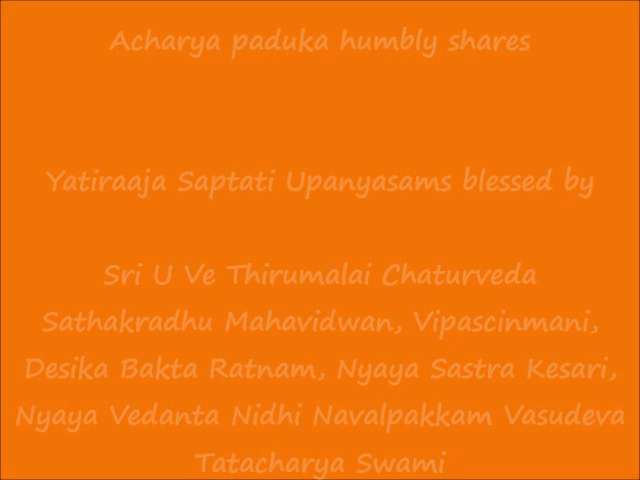 Acharya paduka humbly shares
Yatiraaja Saptati Upanyasams blessed by
Sri U Ve Thirumalai Chaturveda
Sathakradhu Mahavidwan, Vipascinmani,
Desika Bakta Ratnam, Nyaya Sastra Kesari,
Nyaya Vedanta Nidhi Navalpakkam Vasudeva
Tatacharya Swami